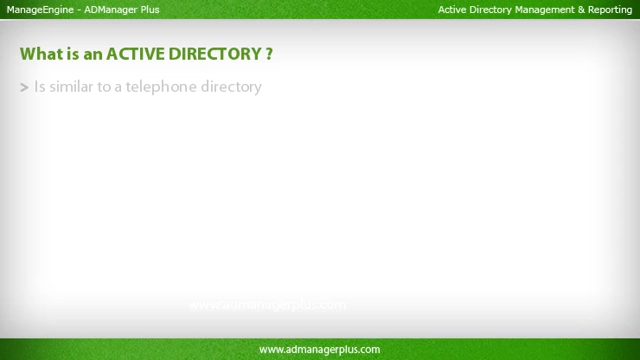 ManageEngine - ADManager Plus
Active Directory Management & Reporting
What is an ACTIVE DIRECTORY ?
> Is similar to a telephone directory
www.admanagerplus.com
www.admanagerplus.com